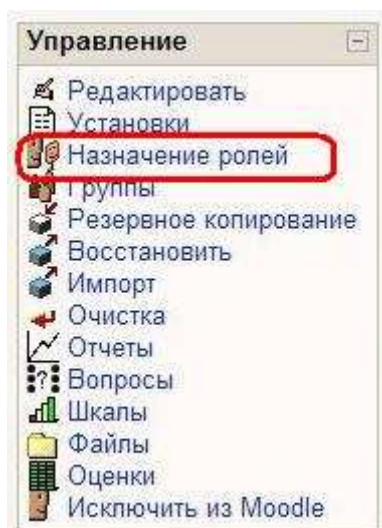 Управление
Редактировать
Установки
Назначение ролей
Группы
Резервное копирование
Восстановить
Импорт
Очистка
Отчеты
Вопросы
Шкалы
Файлы
Оценки
Исключить из Moodle